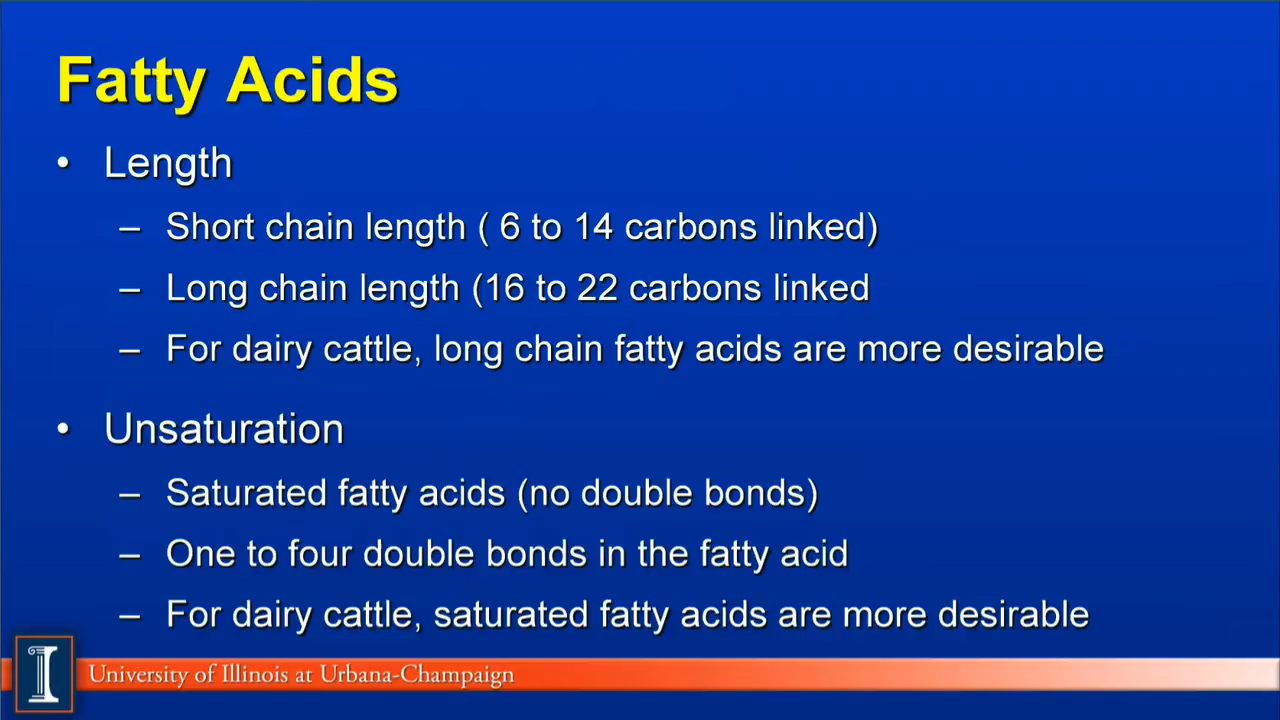 Fatty Acids
• Length
– Short chain length ( 6 to 14 carbons linked)
– Long chain length (16 to 22 carbons linked
– For dairy cattle, long chain fatty acids are more desirable
• Unsaturation
– Saturated fatty acids (no double bonds)
– One to four double bonds in the fatty acid
– For dairy cattle, saturated fatty acids are more desirable
I
University of Illinois at Urbana-Champaign